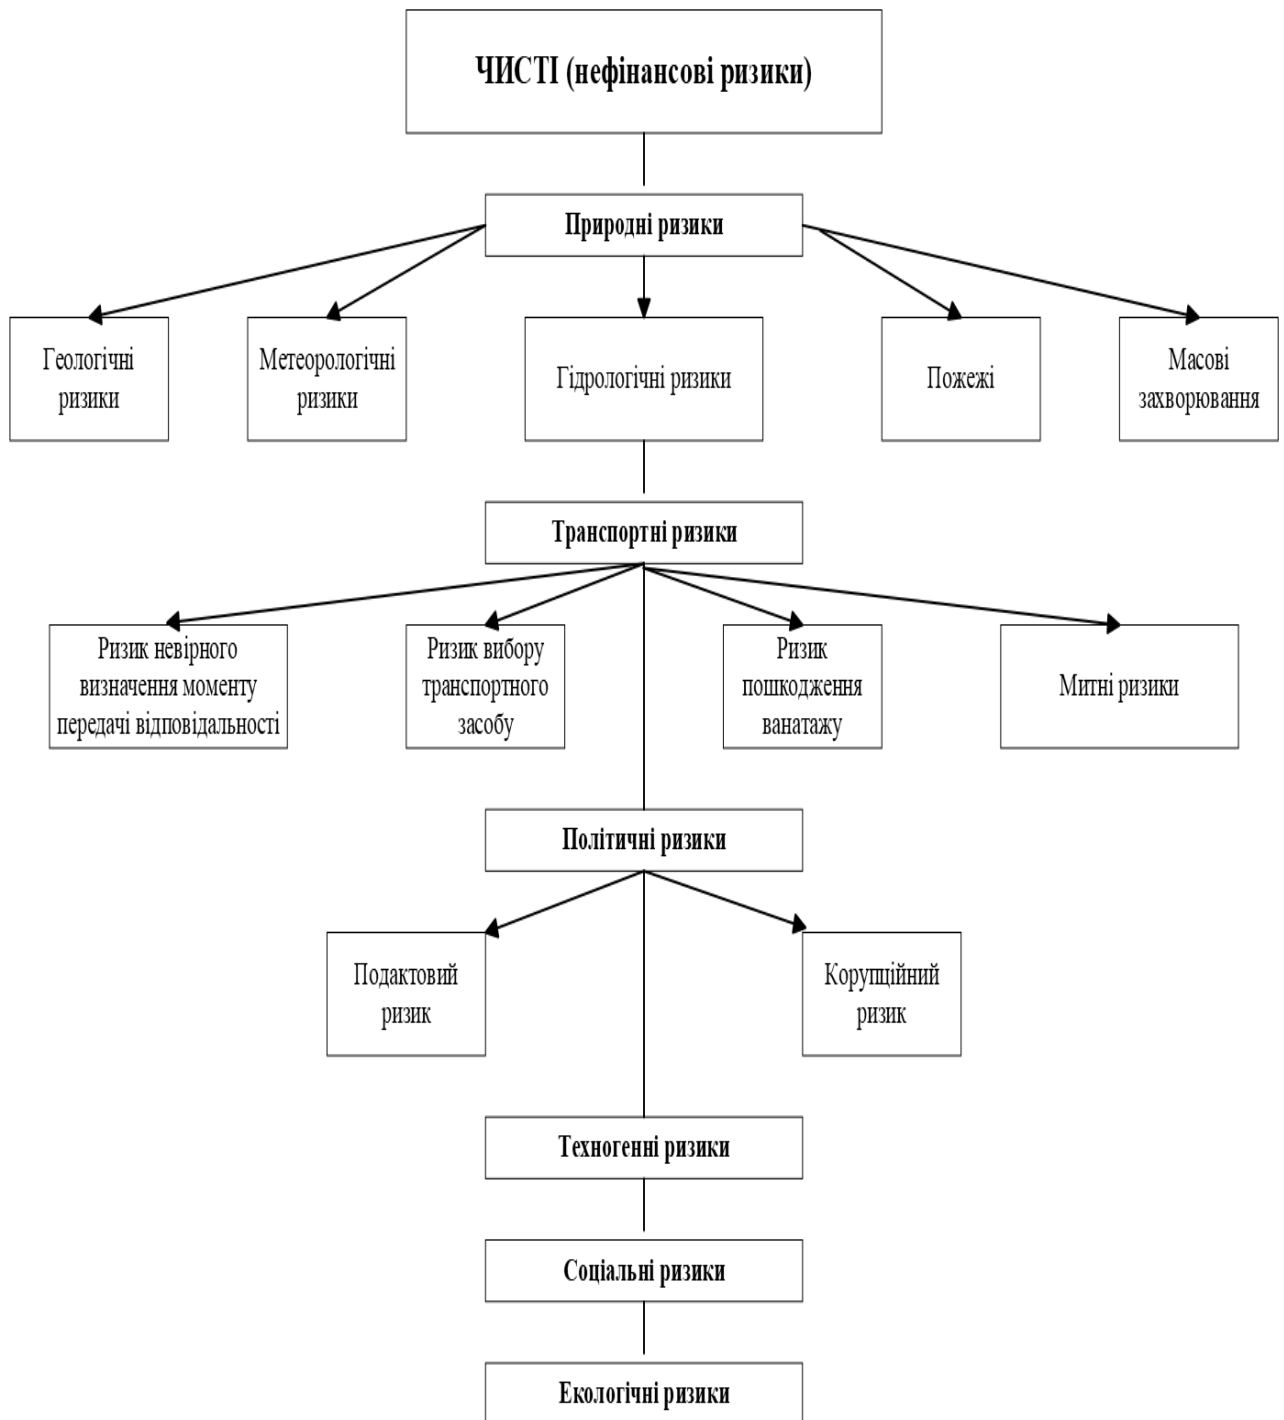 ЧИСТІ (нефінансові ризики)
Природні ризики
Геологічні
ризики
Метеорологічні
ризики
Гідрологічні ризики
Пожежі
Масові
захворювання
Транспортні ризики
Ризик невірного
визначення моменту
передачі відповідальності
Ризик вибору
транспортного
засобу
Ризик
пошкодження
ванатажу
Митні ризики
Політичні ризики
Подактовий
ризик
Корупційний
ризик
Техногенні ризики
Соціальні ризики
Екологічні ризики